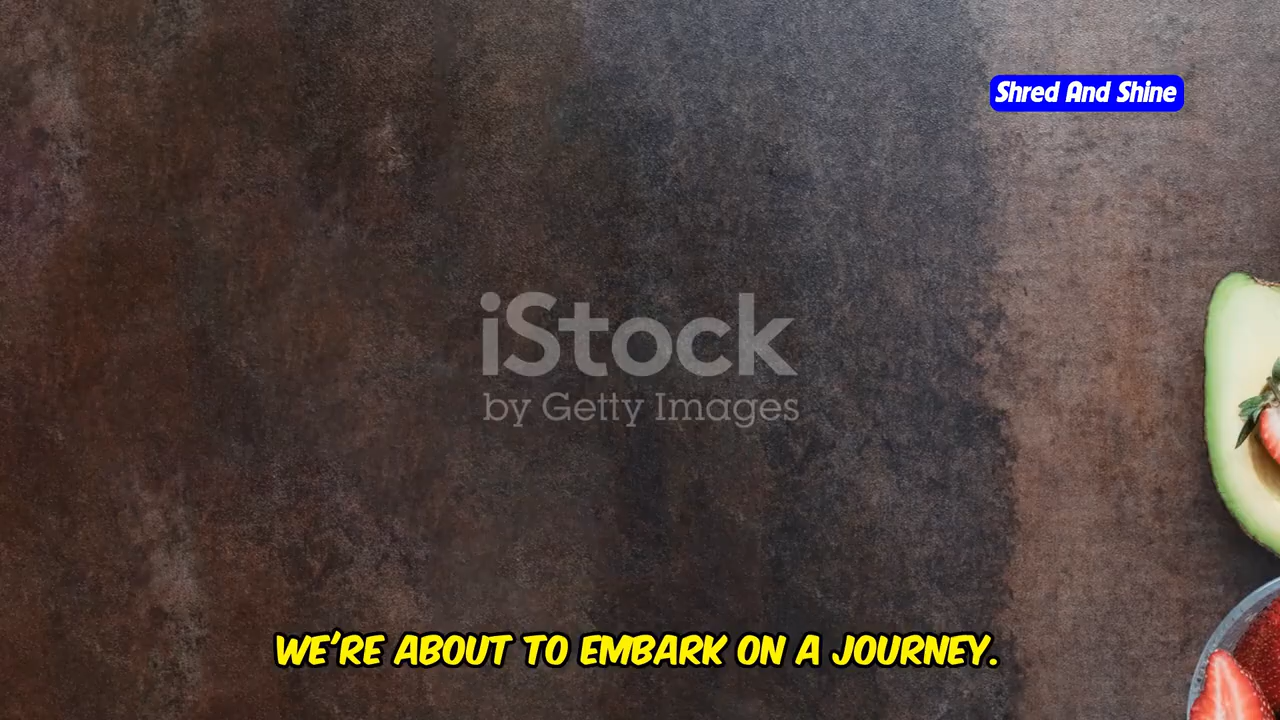 Shred And Shine
iStock
by Getty Images
WE'RE ABOUT TO EMBARK ON A JOURNEY.